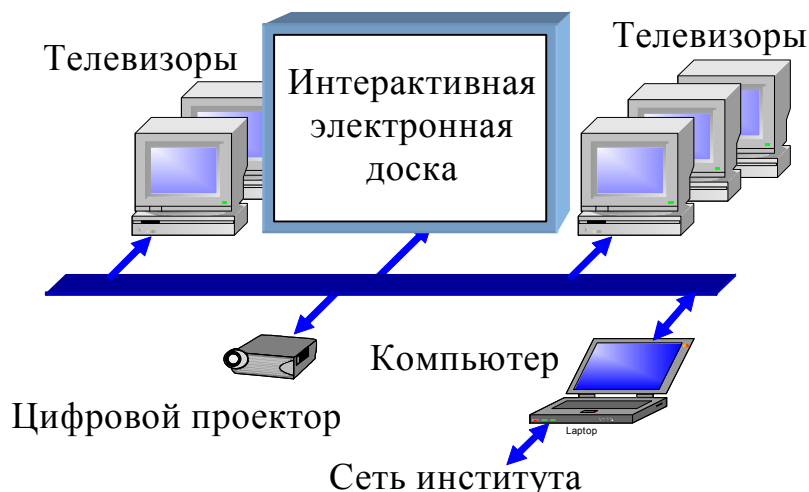 Телевизоры
Телевизоры
Интерактивная
электронная
доска
Компьютер
Цифровой проектор
Laptop
Сеть института